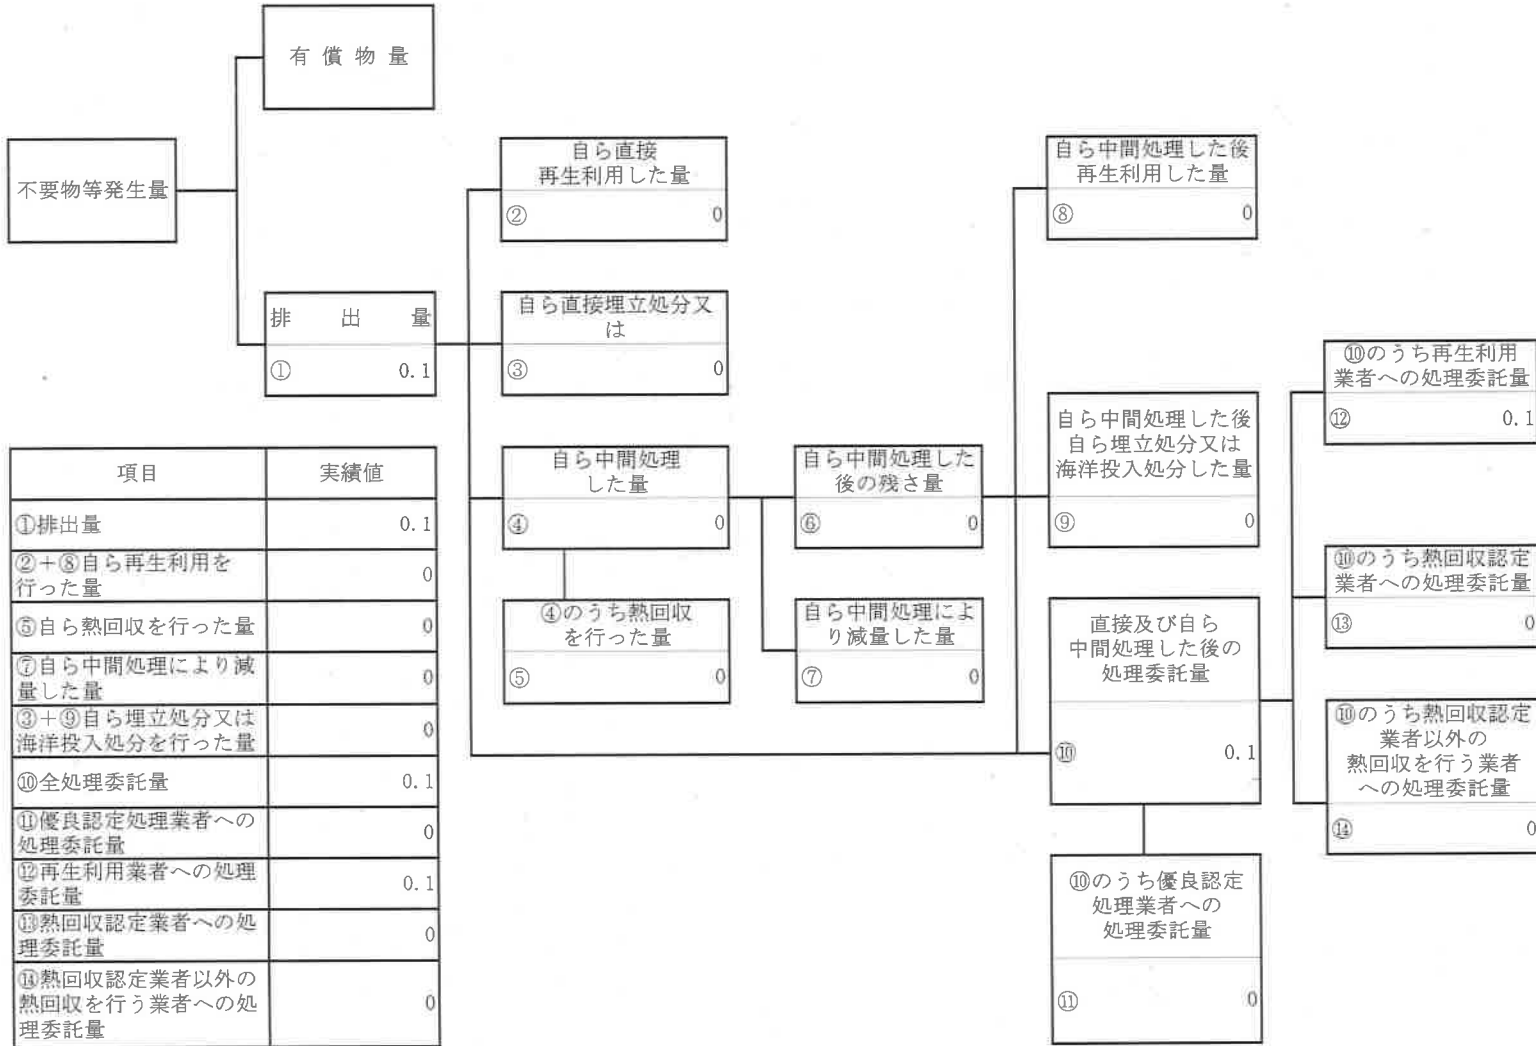 有償物量
不要物等発生量
排出量
① 0.1
自ら直接
再生利用した量
② 0
自ら直接埋立処分又
は
③ 0
自ら中間処理
した量
④ 0
④のうち熱回収
を行った量
⑤ 0
自ら中間処理した
後の残さ量
⑥ 0
自ら中間処理によ
り減量した量
⑦ 0
自ら中間処理した後
再生利用した量
⑧ 0
自ら中間処理した後
自ら埋立処分又は
海洋投入処分した量
⑨ 0
直接及び自ら
中間処理した後の
処理委託量
⑩ 0.1
⑩のうち優良認定
処理業者への
処理委託量
⑪ 0
⑩のうち再生利用
業者への処理委託量
⑫ 0.1
⑩のうち熱回収認定
業者への処理委託量
⑬ 0
⑩のうち熱回収認定
業者以外の
熱回収を行う業者
への処理委託量
⑭ 0
項目 実績値
①排出量 0.1
②+⑧自ら再生利用を
行った量 0
⑤自ら熱回収を行った量 0
⑦自ら中間処理により減
量した量 0
③+⑨自ら埋立処分又は
海洋投入処分を行った量 0
⑩全処理委託量 0.1
⑪優良認定処理業者への
処理委託量 0
⑫再生利用業者への処理
委託量 0.1
⑬熱回収認定業者への処
理委託量 0
⑭熱回収認定業者以外の
熱回収を行う業者への処
理委託量 0